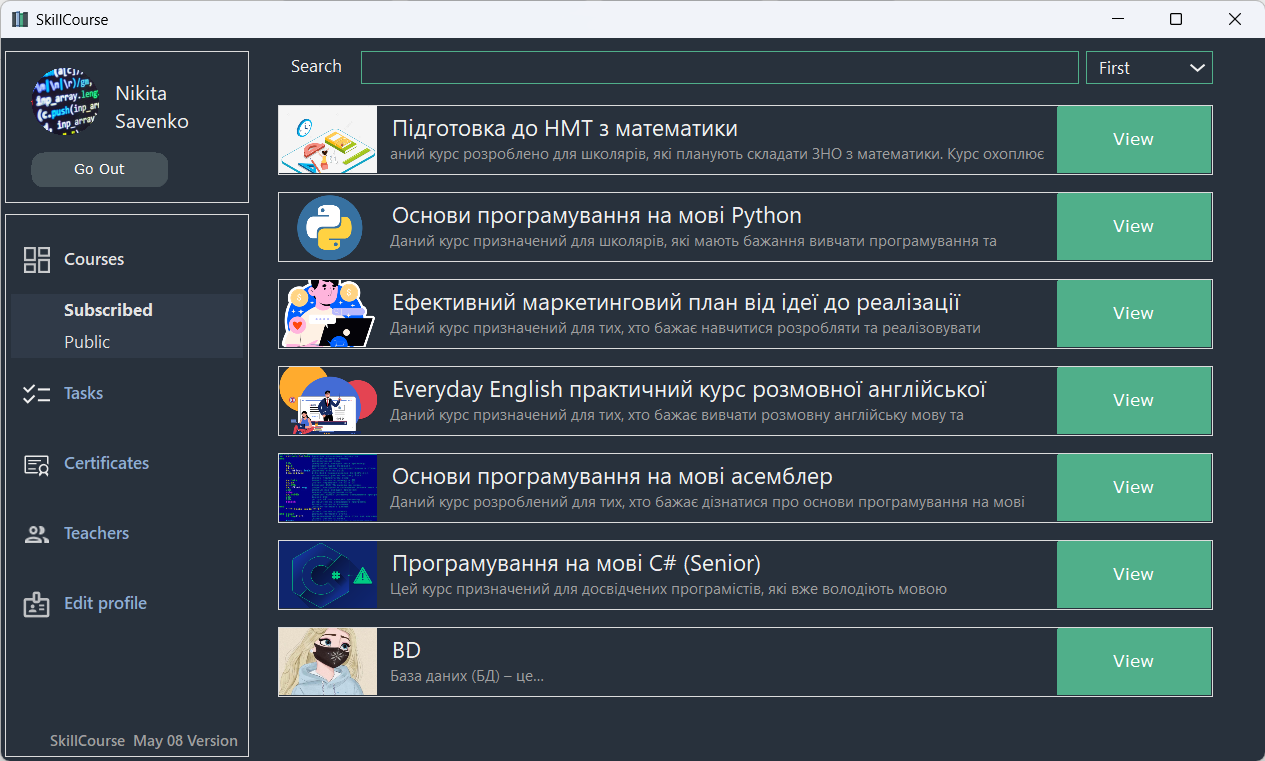 SkillCourse
Nikita
Savenko
Go Out
Courses
Subscribed
Public
Tasks
Certificates
Teachers
Edit profile
SkillCourse May 08 Version
Search
First
Підготовка до НМТ з математики
аний курс розроблено для школярів, які планують складати ЗНО з математики. Курс охоплює
View
Основи програмування на мові Python
Даний курс призначений для школярів, які мають бажання вивчати програмування та
View
Ефективний маркетинговий план від ідеї до реалізації
Даний курс призначений для тих, хто бажає навчитися розробляти та реалізовувати
View
Everyday English практичний курс розмовної англійської
Даний курс призначений для тих, хто бажає вивчати розмовну англійську мову та
View
Основи програмування на мові асемблер
Даний курс розроблений для тих, хто бажає дізнатися про основи програмування на мові
View
Програмування на мові C# (Senior)
Цей курс призначений для досвідчених програмістів, які вже володіють мовою
View
BD
База даних (БД) – це...
View